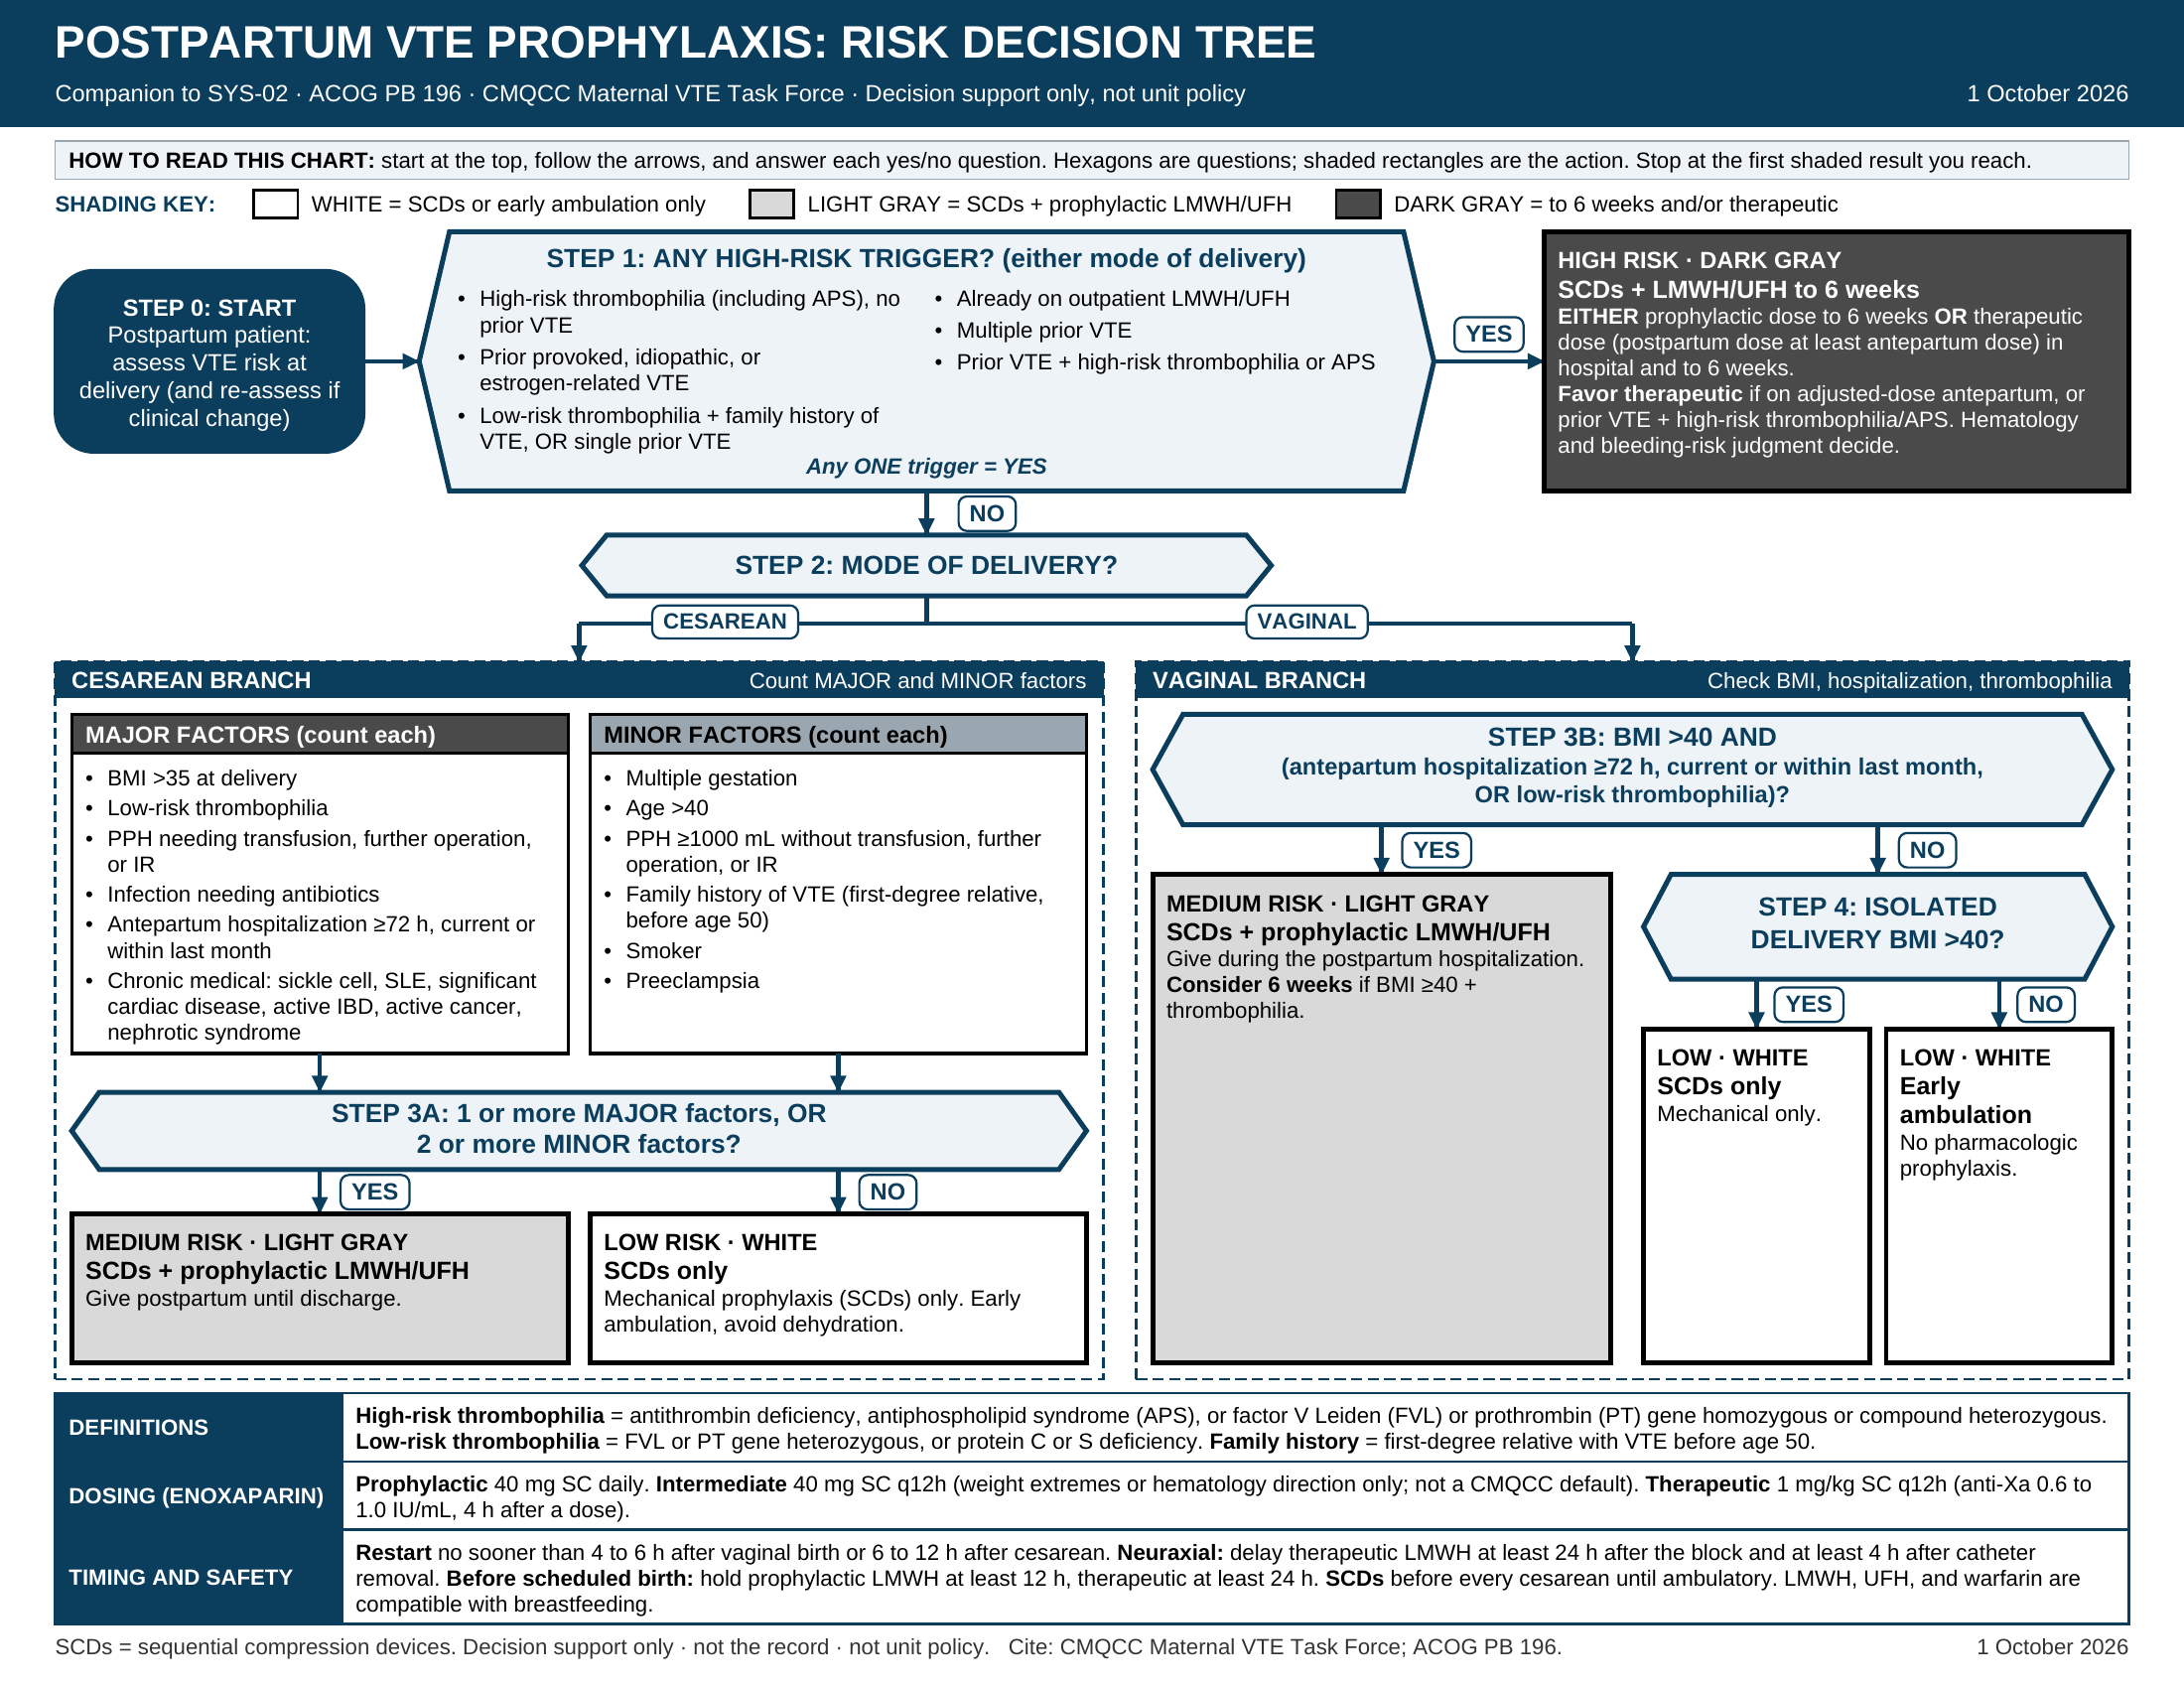 POSTPARTUM VTE PROPHYLAXIS: RISK DECISION TREE
Companion to SYS-02 · ACOG PB 196 · CMQCC Maternal VTE Task Force · Decision support only, not unit policy
1 October 2026
HOW TO READ THIS CHART: start at the top, follow the arrows, and answer each yes/no question. Hexagons are questions; shaded rectangles are the action. Stop at the first shaded result you reach.
SHADING KEY:
WHITE = SCDs or early ambulation only
LIGHT GRAY = SCDs + prophylactic LMWH/UFH
DARK GRAY = to 6 weeks and/or therapeutic
STEP 0: START
Postpartum patient:
assess VTE risk at
delivery (and re-assess if
clinical change)
STEP 1: ANY HIGH-RISK TRIGGER? (either mode of delivery)
• High-risk thrombophilia (including APS), no
prior VTE
• Prior provoked, idiopathic, or
estrogen-related VTE
• Low-risk thrombophilia + family history of
VTE, OR single prior VTE
• Already on outpatient LMWH/UFH
• Multiple prior VTE
• Prior VTE + high-risk thrombophilia or APS
Any ONE trigger = YES
YES
HIGH RISK · DARK GRAY
SCDs + LMWH/UFH to 6 weeks
EITHER prophylactic dose to 6 weeks OR therapeutic
dose (postpartum dose at least antepartum dose) in
hospital and to 6 weeks.
Favor therapeutic if on adjusted-dose antepartum, or
prior VTE + high-risk thrombophilia/APS. Hematology
and bleeding-risk judgment decide.
NO
STEP 2: MODE OF DELIVERY?
CESAREAN
VAGINAL
CESAREAN BRANCH
Count MAJOR and MINOR factors
MAJOR FACTORS (count each)
• BMI >35 at delivery
• Low-risk thrombophilia
• PPH needing transfusion, further operation,
or IR
• Infection needing antibiotics
• Antepartum hospitalization ≥72 h, current or
within last month
• Chronic medical: sickle cell, SLE, significant
cardiac disease, active IBD, active cancer,
nephrotic syndrome
MINOR FACTORS (count each)
• Multiple gestation
• Age >40
• PPH ≥1000 mL without transfusion, further
operation, or IR
• Family history of VTE (first-degree relative,
before age 50)
• Smoker
• Preeclampsia
STEP 3A: 1 or more MAJOR factors, OR
2 or more MINOR factors?
YES
NO
MEDIUM RISK · LIGHT GRAY
SCDs + prophylactic LMWH/UFH
Give postpartum until discharge.
LOW RISK · WHITE
SCDs only
Mechanical prophylaxis (SCDs) only. Early
ambulation, avoid dehydration.
VAGINAL BRANCH
Check BMI, hospitalization, thrombophilia
STEP 3B: BMI >40 AND
(antepartum hospitalization ≥72 h, current or within last month,
OR low-risk thrombophilia)?
YES
NO
MEDIUM RISK · LIGHT GRAY
SCDs + prophylactic LMWH/UFH
Give during the postpartum hospitalization.
Consider 6 weeks if BMI ≥40 +
thrombophilia.
STEP 4: ISOLATED
DELIVERY BMI >40?
YES
NO
LOW · WHITE
SCDs only
Mechanical only.
LOW · WHITE
Early
ambulation
No pharmacologic
prophylaxis.
DEFINITIONS
High-risk thrombophilia = antithrombin deficiency, antiphospholipid syndrome (APS), or factor V Leiden (FVL) or prothrombin (PT) gene homozygous or compound heterozygous.
Low-risk thrombophilia = FVL or PT gene heterozygous, or protein C or S deficiency. Family history = first-degree relative with VTE before age 50.
DOSING (ENOXAPARIN)
Prophylactic 40 mg SC daily. Intermediate 40 mg SC q12h (weight extremes or hematology direction only; not a CMQCC default). Therapeutic 1 mg/kg SC q12h (anti-Xa 0.6 to
1.0 IU/mL, 4 h after a dose).
TIMING AND SAFETY
Restart no sooner than 4 to 6 h after vaginal birth or 6 to 12 h after cesarean. Neuraxial: delay therapeutic LMWH at least 24 h after the block and at least 4 h after catheter
removal. Before scheduled birth: hold prophylactic LMWH at least 12 h, therapeutic at least 24 h. SCDs before every cesarean until ambulatory. LMWH, UFH, and warfarin are
compatible with breastfeeding.
SCDs = sequential compression devices. Decision support only · not the record · not unit policy. Cite: CMQCC Maternal VTE Task Force; ACOG PB 196.
1 October 2026